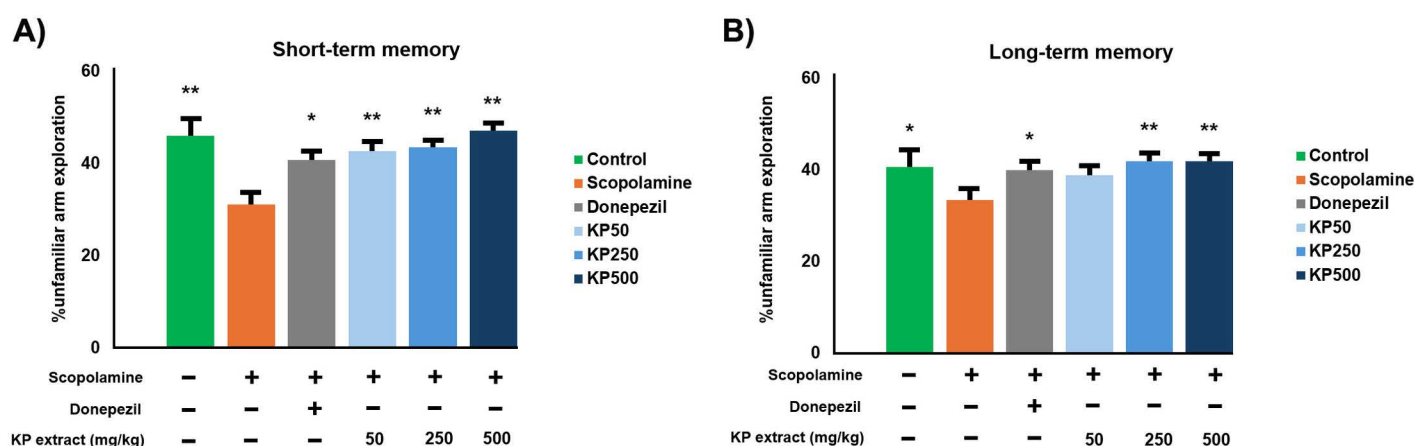 A)
Short-term memory
%unfamiliar arm exploration
60
40
20
0
** * ** ** **
Control
Scopolamine
Donepezil
KP50
KP250
KP500
Scopolamine – + + + + +
Donepezil – – + – – –
KP extract (mg/kg) – – – 50 250 500
B)
Long-term memory
%unfamiliar arm exploration
60
40
20
0
* * ** **
Control
Scopolamine
Donepezil
KP50
KP250
KP500
Scopolamine – + + + + +
Donepezil – – + – – –
KP extract (mg/kg) – – – 50 250 500